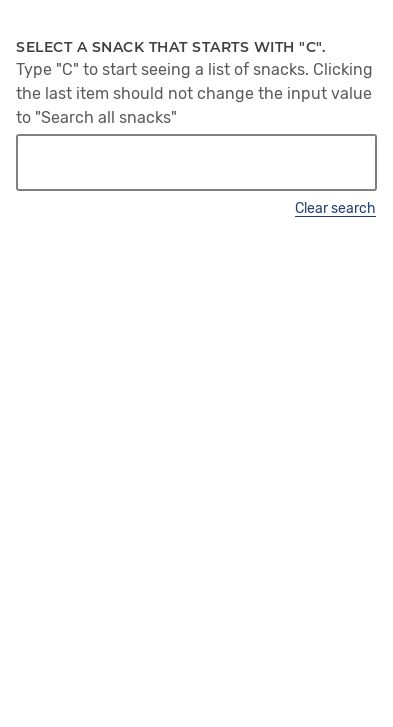 SELECT A SNACK THAT STARTS WITH "C".
Type "C" to start seeing a list of snacks. Clicking
the last item should not change the input value
to "Search all snacks"
Clear search